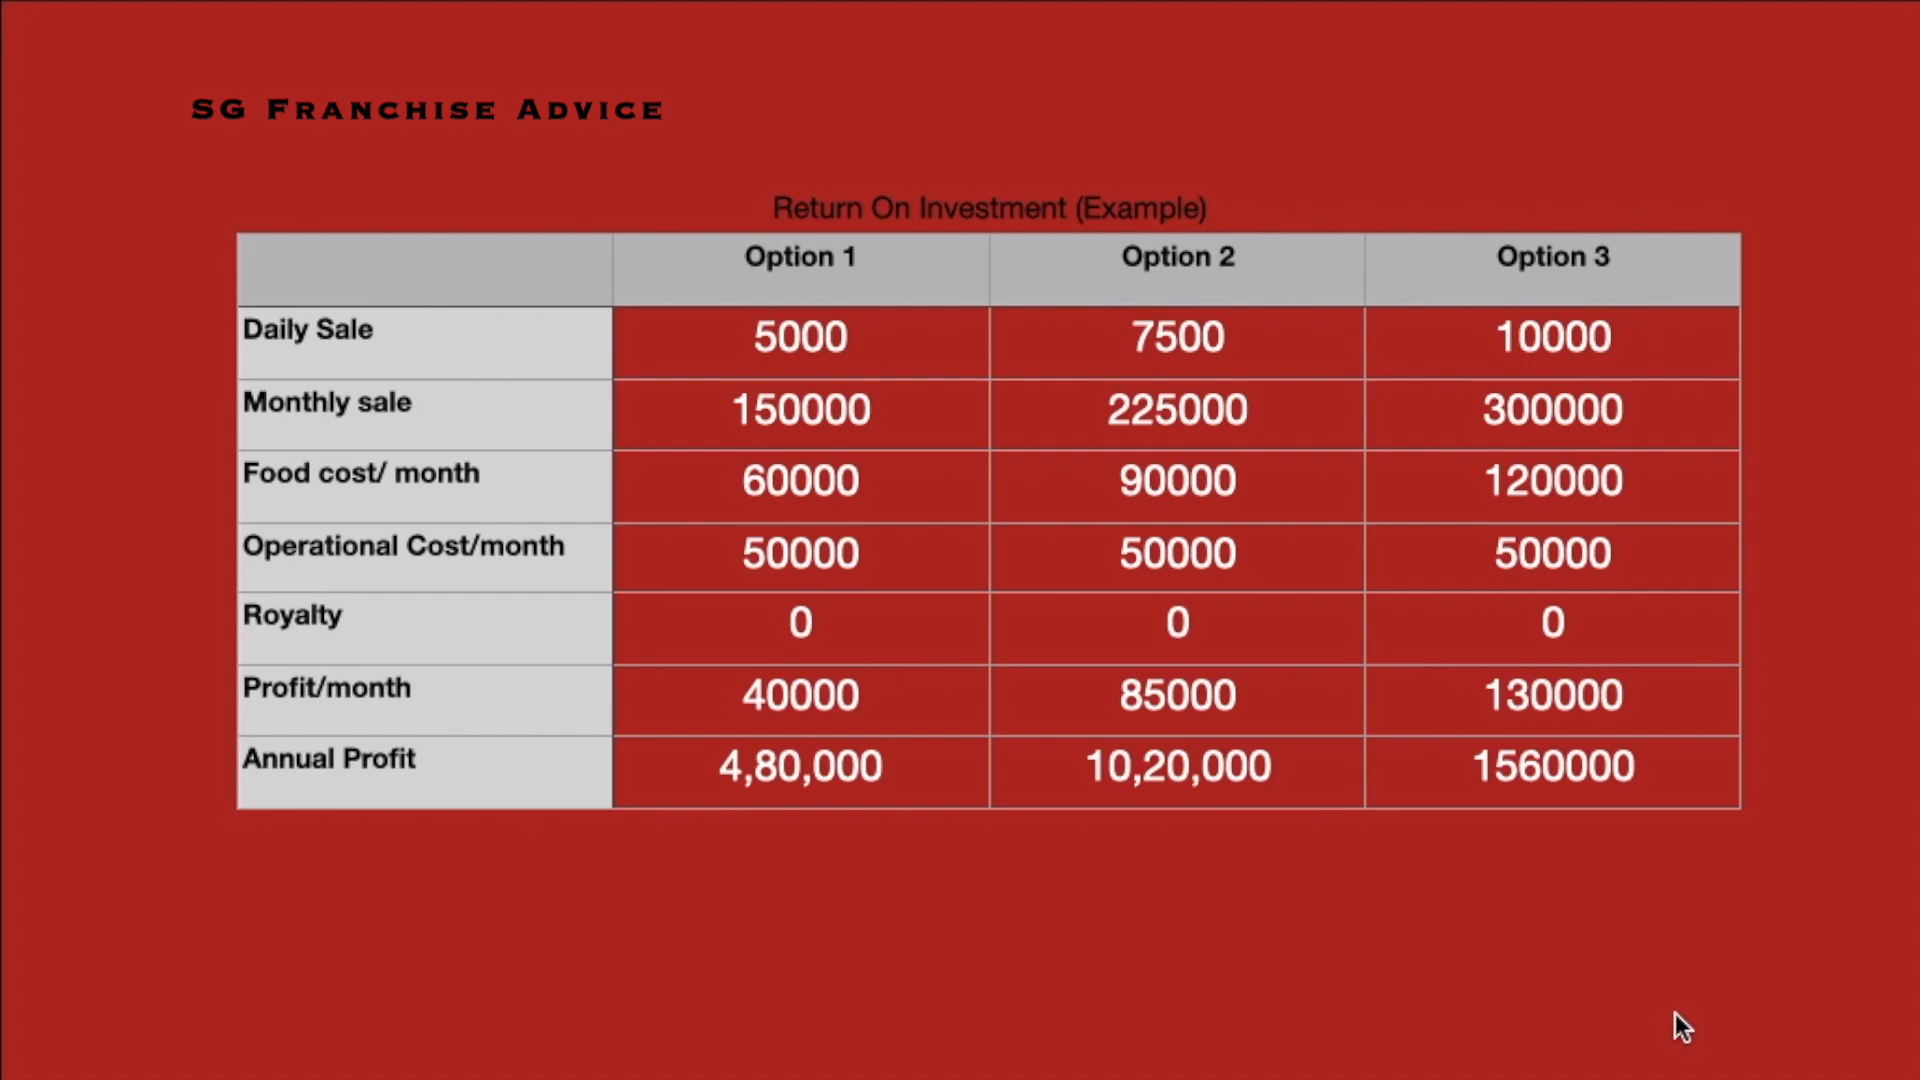 SG Franchise Advice
Return On Investment (Example)
Option 1 Option 2 Option 3
Daily Sale 5000 7500 10000
Monthly sale 150000 225000 300000
Food cost/ month 60000 90000 120000
Operational Cost/month 50000 50000 50000
Royalty 0 0 0
Profit/month 40000 85000 130000
Annual Profit 4,80,000 10,20,000 1560000